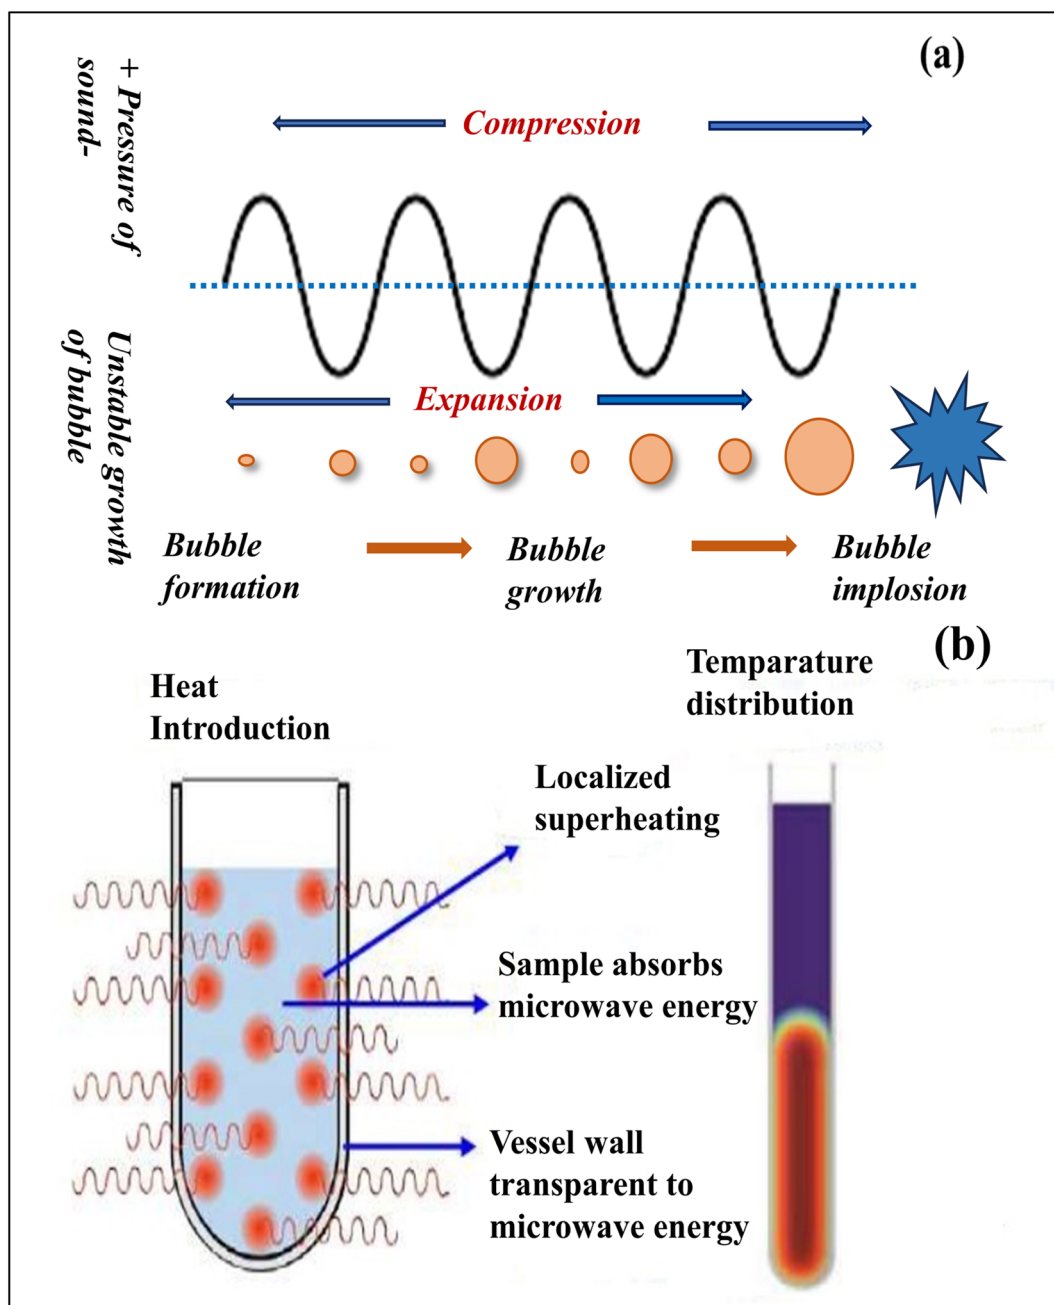 (a)
+ Pressure of
sound-
Compression
Unstable growth
of bubble
Expansion
Bubble
formation
Bubble
growth
Bubble
implosion
(b)
Heat
Introduction
Temparature
distribution
Localized
superheating
Sample absorbs
microwave energy
Vessel wall
transparent to
microwave energy